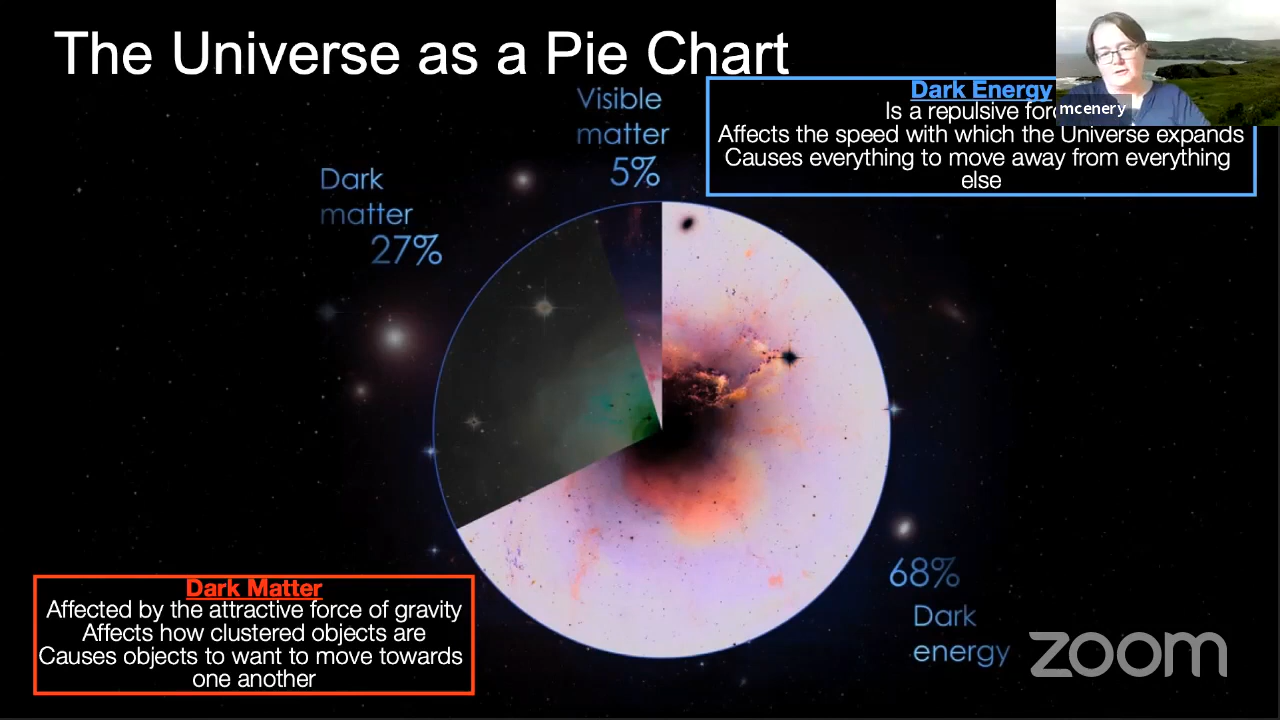 The Universe as a Pie Chart
Visible
matter
5%
Dark
matter
27%
Dark Energy
Is a repulsive
Affects the speed with which the Universe expands
Causes everything to move away from everything
else
mcenery
68%
Dark
energy
Dark Matter
Affected by the attractive force of gravity
Affects how clustered objects are
Causes objects to want to move towards
one another
zoom